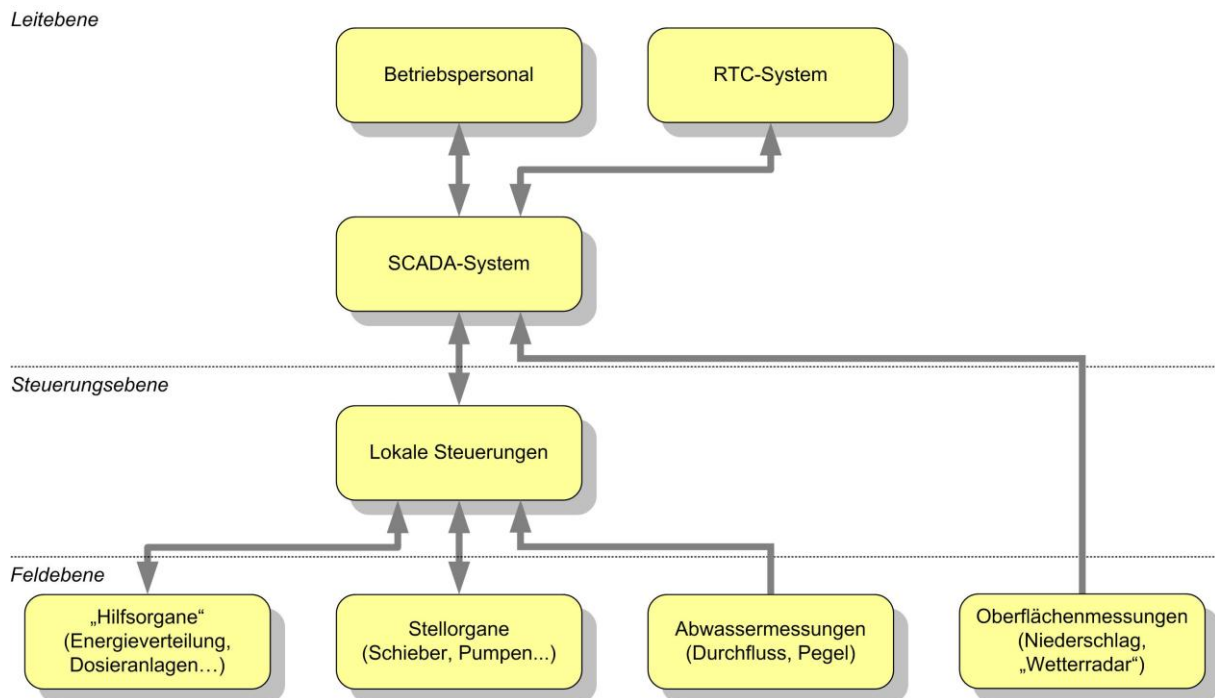 Leitebene
Betriebspersonal
RTC-System
SCADA-System
Steuerungsebene
Lokale Steuerungen
Feldebene
„Hilfsorgane“
(Energieverteilung,
Dosieranlagen…)
Stellorgane
(Schieber, Pumpen...)
Abwassermessungen
(Durchfluss, Pegel)
Oberflächenmessungen
(Niederschlag,
„Wetterradar“)